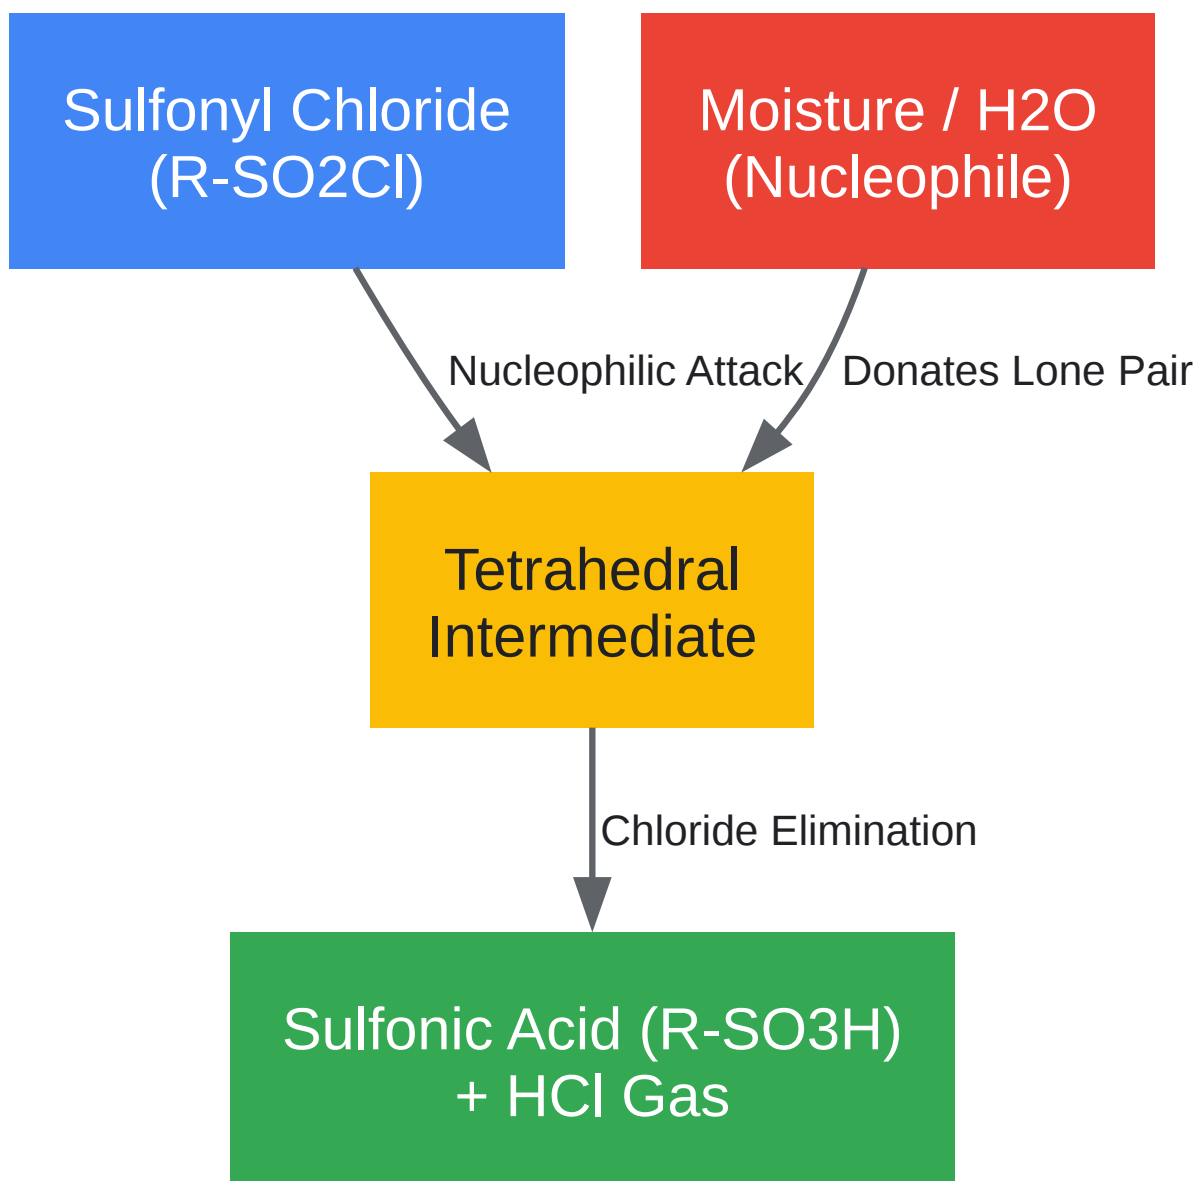 Sulfonyl Chloride
(R-SO2Cl)
Moisture / H2O
(Nucleophile)
Nucleophilic Attack
Donates Lone Pair
Tetrahedral
Intermediate
Chloride Elimination
Sulfonic Acid (R-SO3H)
+ HCl Gas